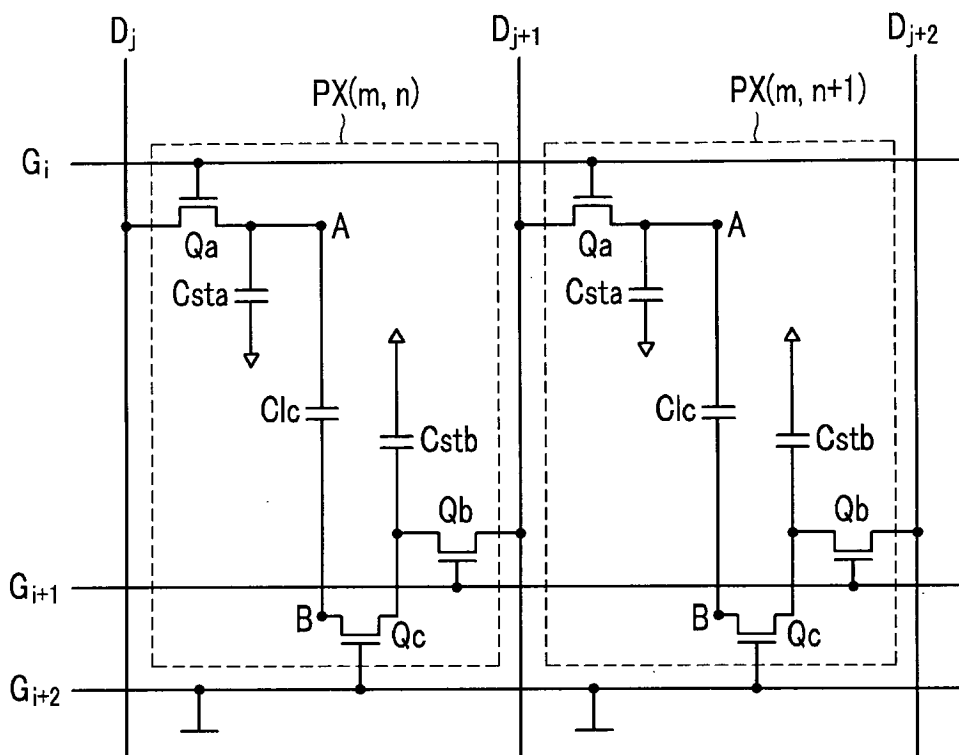 Dj Dj+1 Dj+2
PX(m, n) PX(m, n+1)
Gi
A A
Qa Qa
Csta Csta
Clc Cstb Clc Cstb
Qb Qb
Gi+1
B Qc B Qc
Gi+2